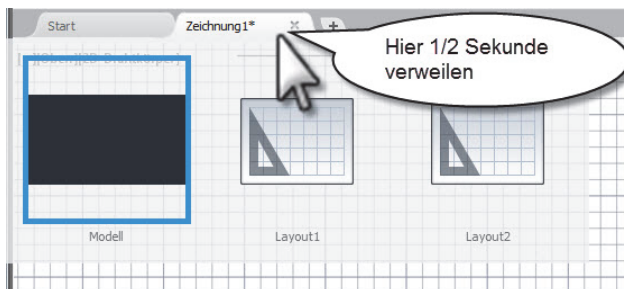 Start
Zeichnung1*
Hier 1/2 Sekunde
verweilen
Modell
Layout1
Layout2